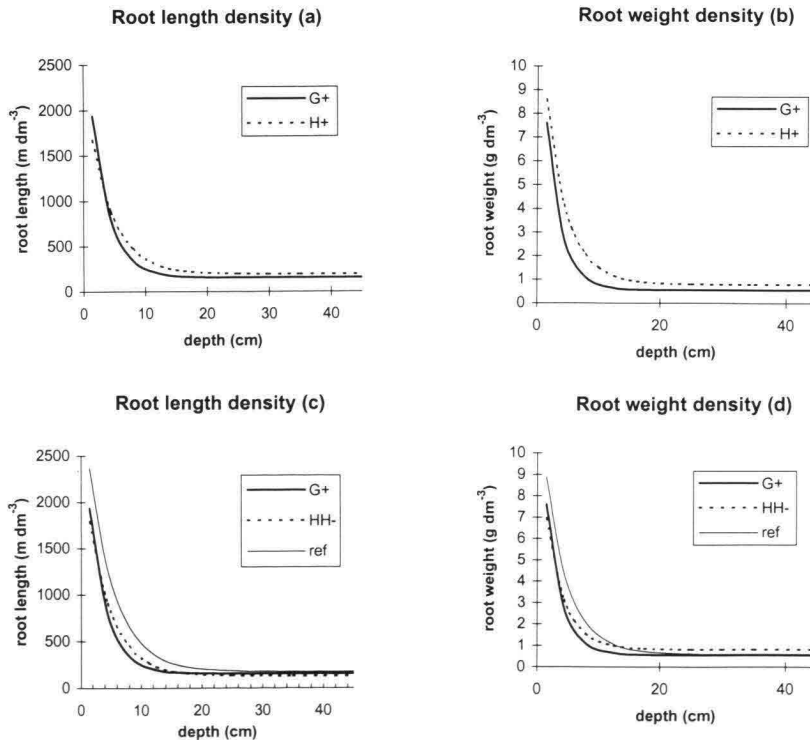 Root length density (a)
2500
2000
1500
1000
500
0
0 10 20 30 40
root length (m dm⁻³)
depth (cm)
G+
H+
Root weight density (b)
10
9
8
7
6
5
4
3
2
1
0
0 20 40
root weight (g dm⁻³)
depth (cm)
G+
H+
Root length density (c)
2500
2000
1500
1000
500
0
0 10 20 30 40
root length (m dm⁻³)
depth (cm)
G+
HH-
ref
Root weight density (d)
10
9
8
7
6
5
4
3
2
1
0
0 20 40
root weight (g dm⁻³)
depth (cm)
G+
HH-
ref